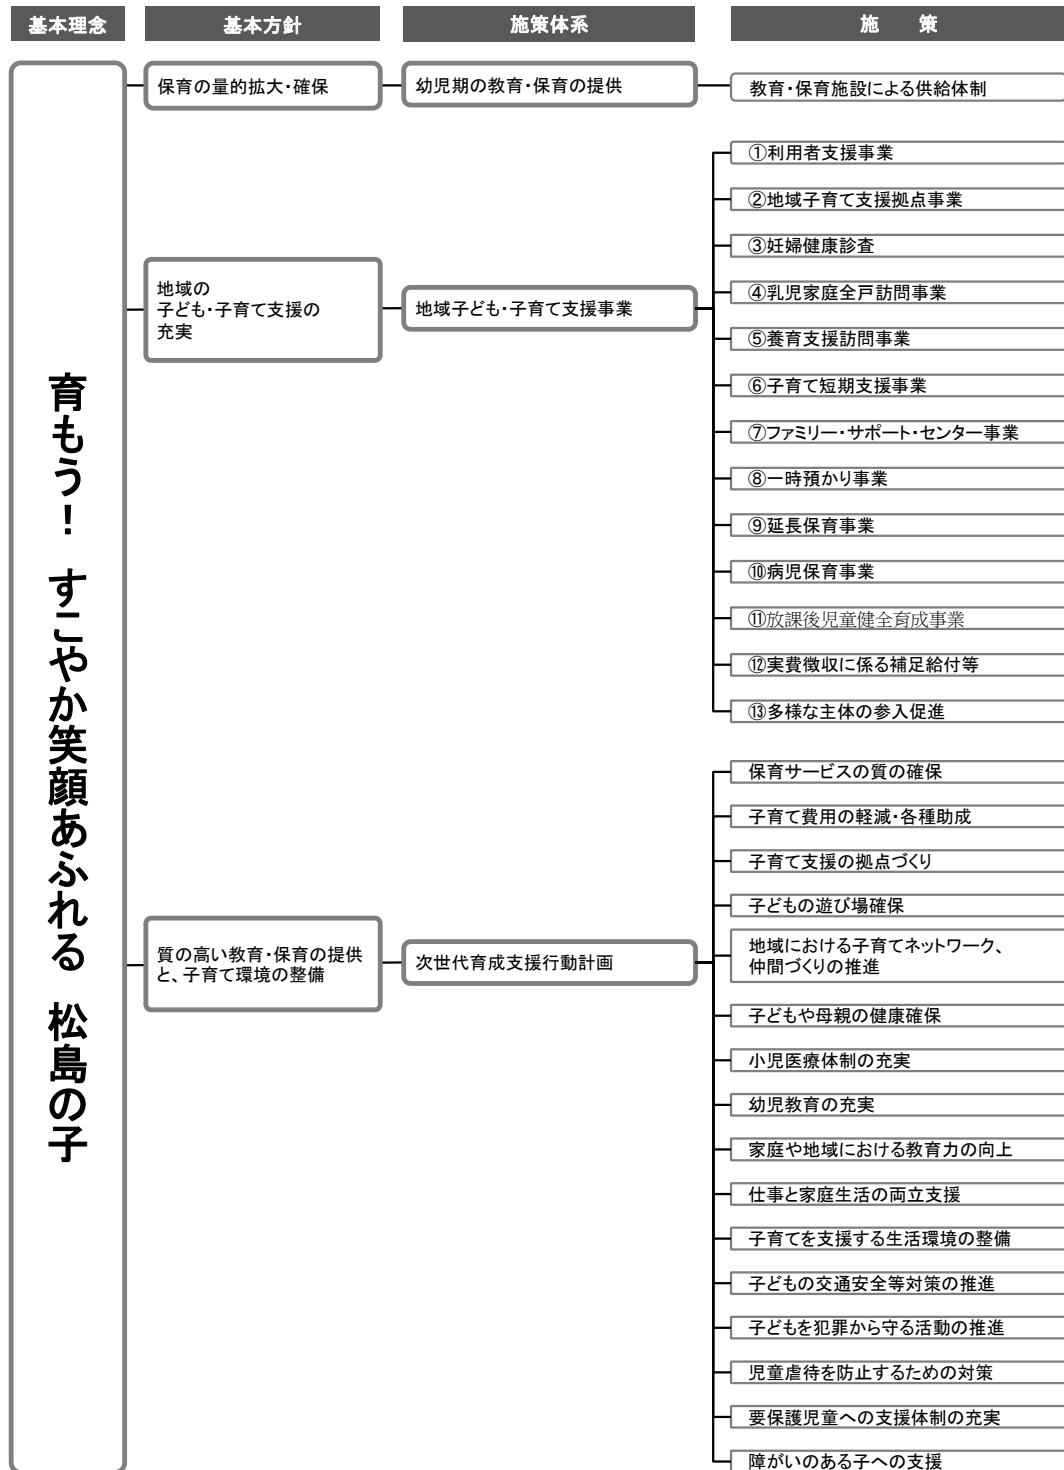 基本理念
基本方針
施策体系
施　策
育もう！　すこやか笑顔あふれる　松島の子
保育の量的拡大・確保
幼児期の教育・保育の提供
教育・保育施設による供給体制
地域の
子ども・子育て支援の
充実
地域子ども・子育て支援事業
①利用者支援事業
②地域子育て支援拠点事業
③妊婦健康診査
④乳児家庭全戸訪問事業
⑤養育支援訪問事業
⑥子育て短期支援事業
⑦ファミリー・サポート・センター事業
⑧一時預かり事業
⑨延長保育事業
⑩病児保育事業
⑪放課後児童健全育成事業
⑫実費徴収に係る補足給付等
⑬多様な主体の参入促進
質の高い教育・保育の提供
と、子育て環境の整備
次世代育成支援行動計画
保育サービスの質の確保
子育て費用の軽減・各種助成
子育て支援の拠点づくり
子どもの遊び場確保
地域における子育てネットワーク、
仲間づくりの推進
子どもや母親の健康確保
小児医療体制の充実
幼児教育の充実
家庭や地域における教育力の向上
仕事と家庭生活の両立支援
子育てを支援する生活環境の整備
子どもの交通安全等対策の推進
子どもを犯罪から守る活動の推進
児童虐待を防止するための対策
要保護児童への支援体制の充実
障がいのある子への支援